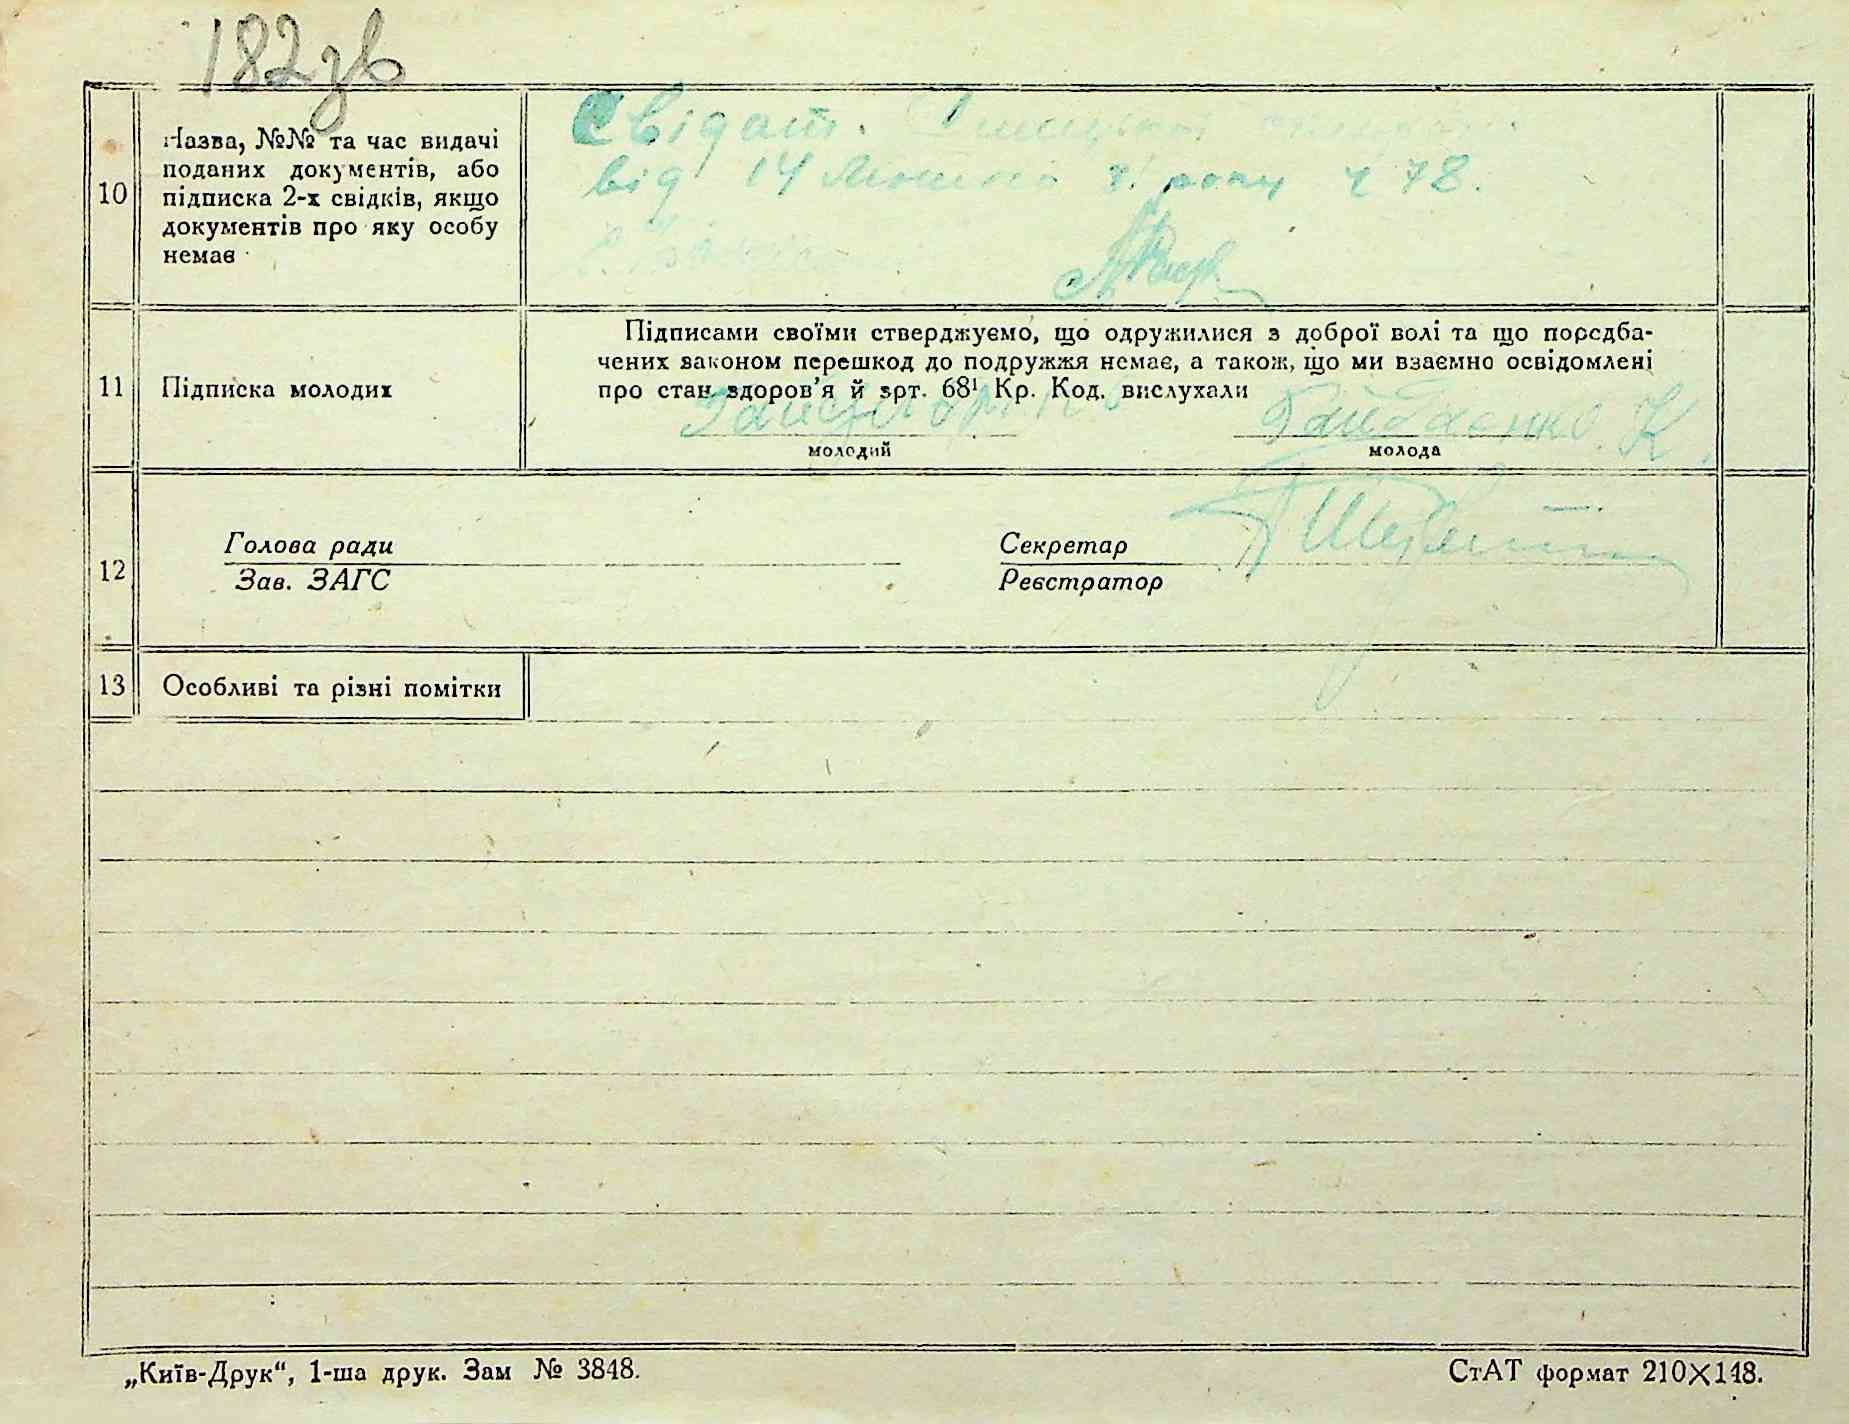 182зв
10
Назва, №№ та час видачі
поданих документів, або
підписка 2-х свідків, якщо
документів про яку особу
немає
Свідот.
від 14 року ч 78.
11
Підписка молодих
Підписами своїми стверджуємо, що одружилися з доброї волі та що передба-
чених законом перешкод до подружжя немає, а також, що ми взаємно освідомлені
про стан здоров'я й арт. 68¹ Кр. Код. вислухали
К.
молодий
молода
12
Голова ради
Зав. ЗАГС
Секретар
Реєстратор
13
Особливі та різні помітки
„Київ-Друк“, 1-ша друк. Зам № 3848.
СтАТ формат 210X148.